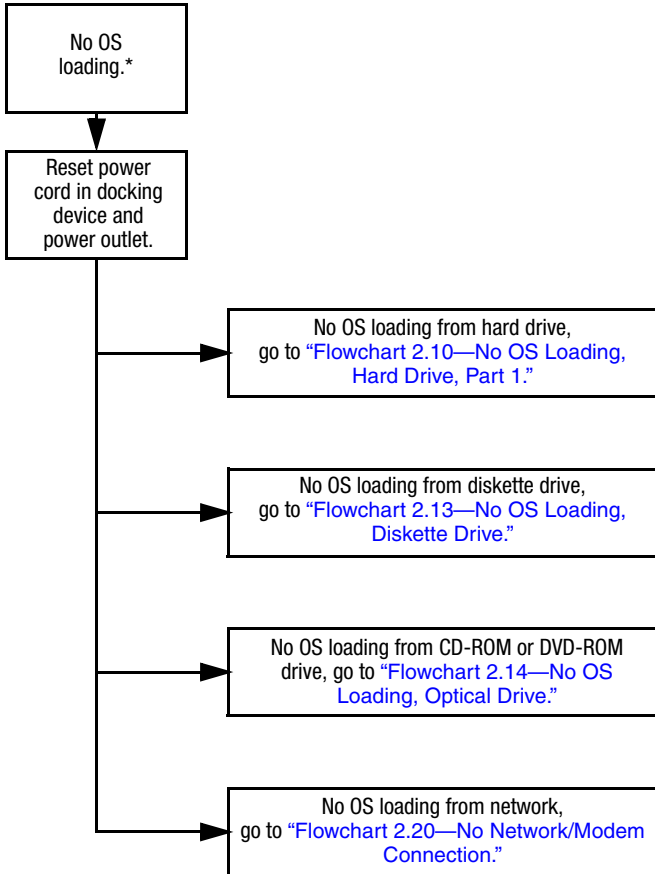 No OS
loading.*
Reset power
cord in docking
device and
power outlet.
No OS loading from hard drive,
go to “Flowchart 2.10—No OS Loading,
Hard Drive, Part 1.”
No OS loading from diskette drive,
go to “Flowchart 2.13—No OS Loading,
Diskette Drive.”
No OS loading from CD-ROM or DVD-ROM
drive, go to “Flowchart 2.14—No OS
Loading, Optical Drive.”
No OS loading from network,
go to “Flowchart 2.20—No Network/Modem
Connection.”